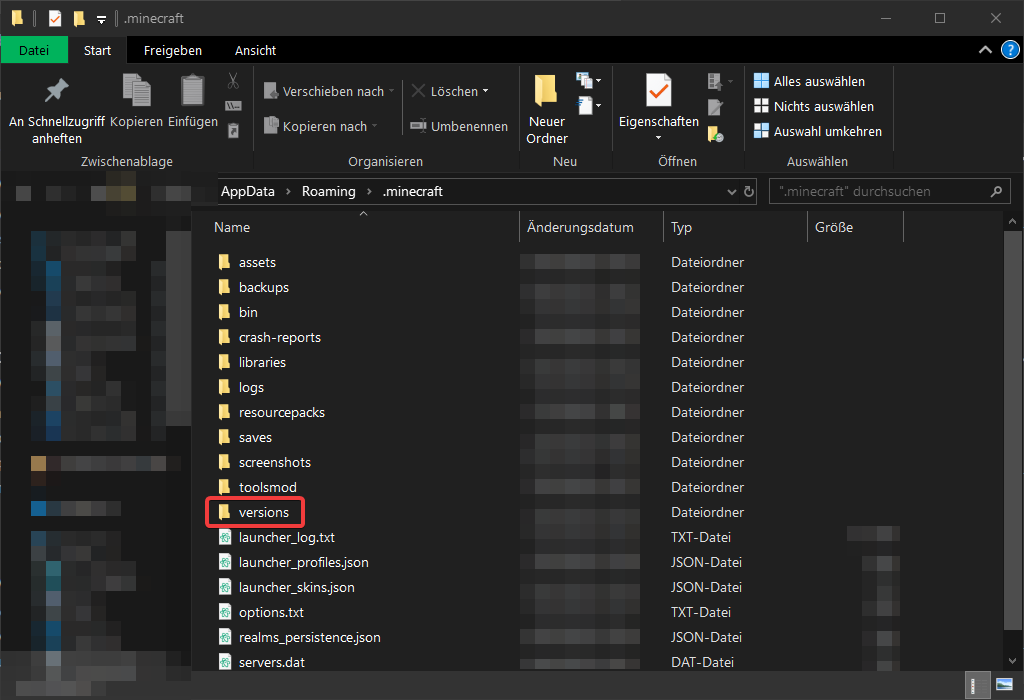 .minecraft
Datei Start Freigeben Ansicht
An Schnellzugriff anheften
Kopieren
Einfügen
Zwischenablage
Verschieben nach
Kopieren nach
Löschen
Umbenennen
Organisieren
Neuer
Ordner
Neu
Eigenschaften
Öffnen
Alles auswählen
Nichts auswählen
Auswahl umkehren
Auswählen
AppData › Roaming › .minecraft
".minecraft" durchsuchen
Name Änderungsdatum Typ Größe
assets Dateiordner
backups Dateiordner
bin Dateiordner
crash-reports Dateiordner
libraries Dateiordner
logs Dateiordner
resourcepacks Dateiordner
saves Dateiordner
screenshots Dateiordner
toolsmod Dateiordner
versions Dateiordner
launcher_log.txt TXT-Datei
launcher_profiles.json JSON-Datei
launcher_skins.json JSON-Datei
options.txt TXT-Datei
realms_persistence.json JSON-Datei
servers.dat DAT-Datei